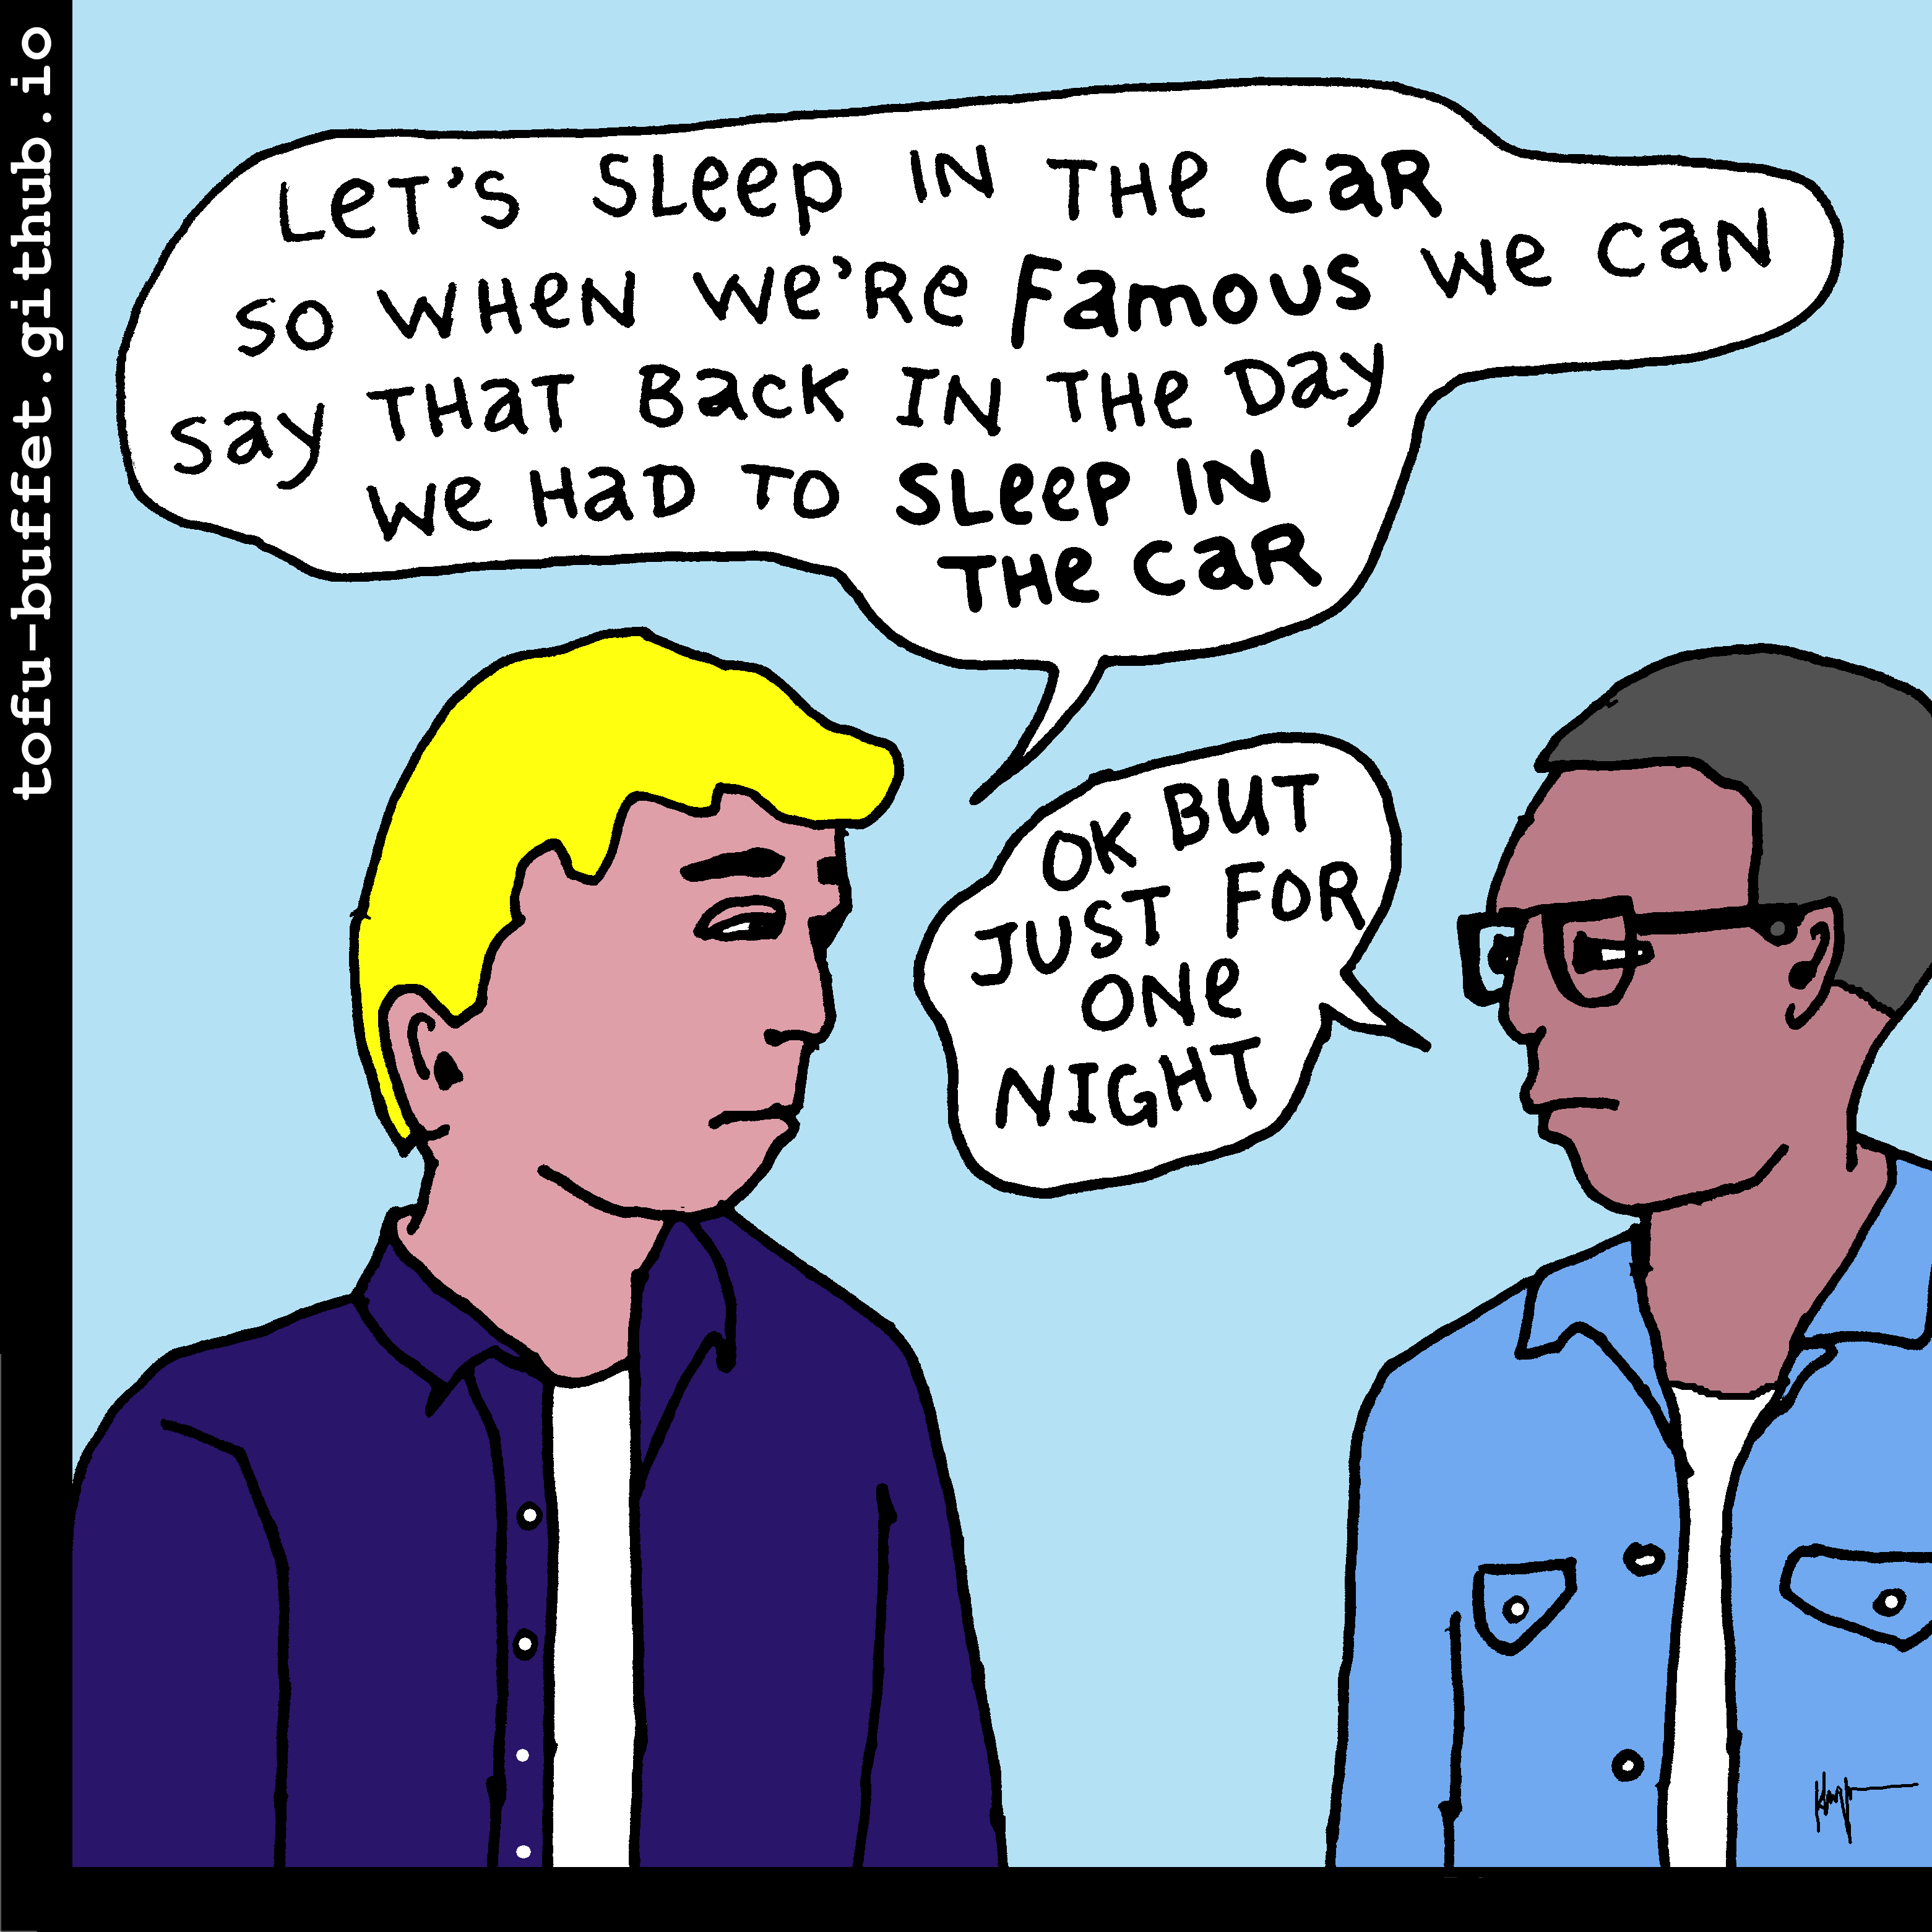 tofu-buffet.github.io
LeT'S SLeep IN THe CaR
SO WHeN We'Re FamoUS We CaN
Say THaT BacK IN THe Day
We HaD TO SLeeP IN
THe CaR
OK BUT
JUST FOR
ONe
NIGHT